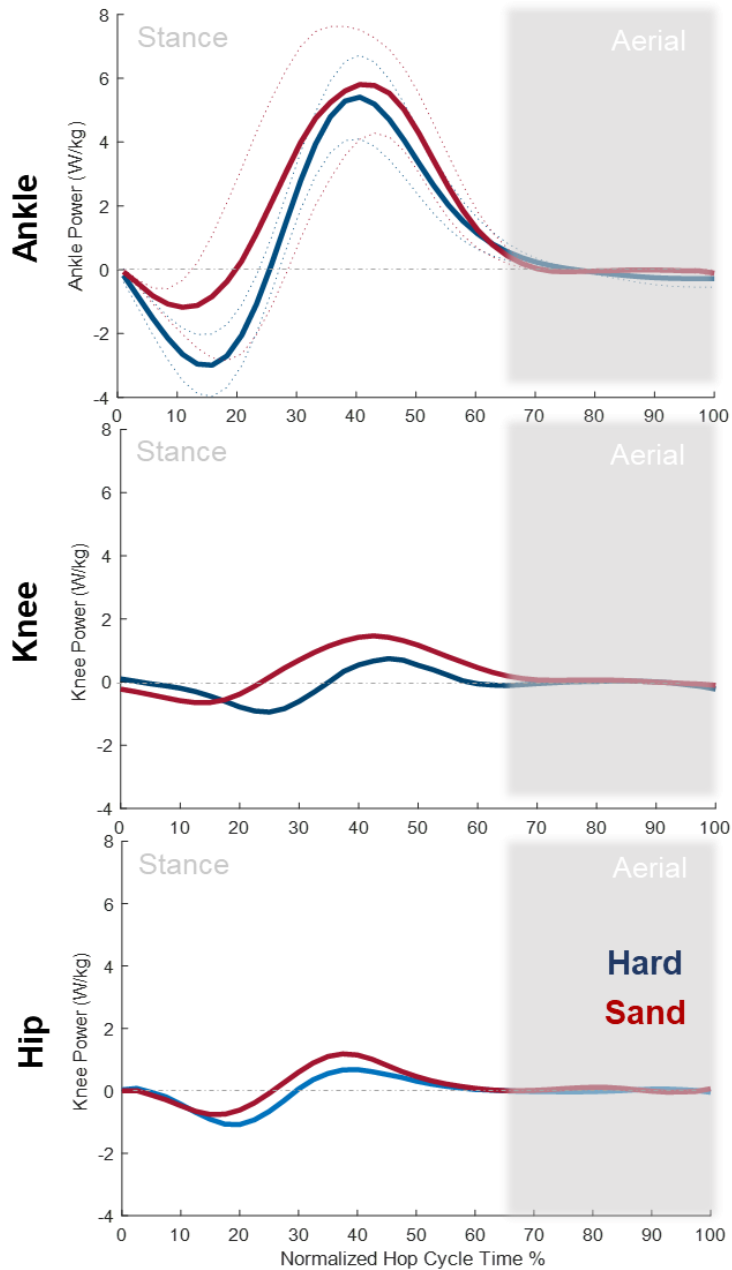 Ankle
Ankle Power (W/kg)
Stance
Aerial
8
6
4
2
0
-2
-4
0 10 20 30 40 50 60 70 80 90 100
Knee
Knee Power (W/kg)
Stance
Aerial
8
6
4
2
0
-2
-4
0 10 20 30 40 50 60 70 80 90 100
Hip
Knee Power (W/kg)
Stance
Aerial
Hard
Sand
8
6
4
2
0
-2
-4
0 10 20 30 40 50 60 70 80 90 100
Normalized Hop Cycle Time %